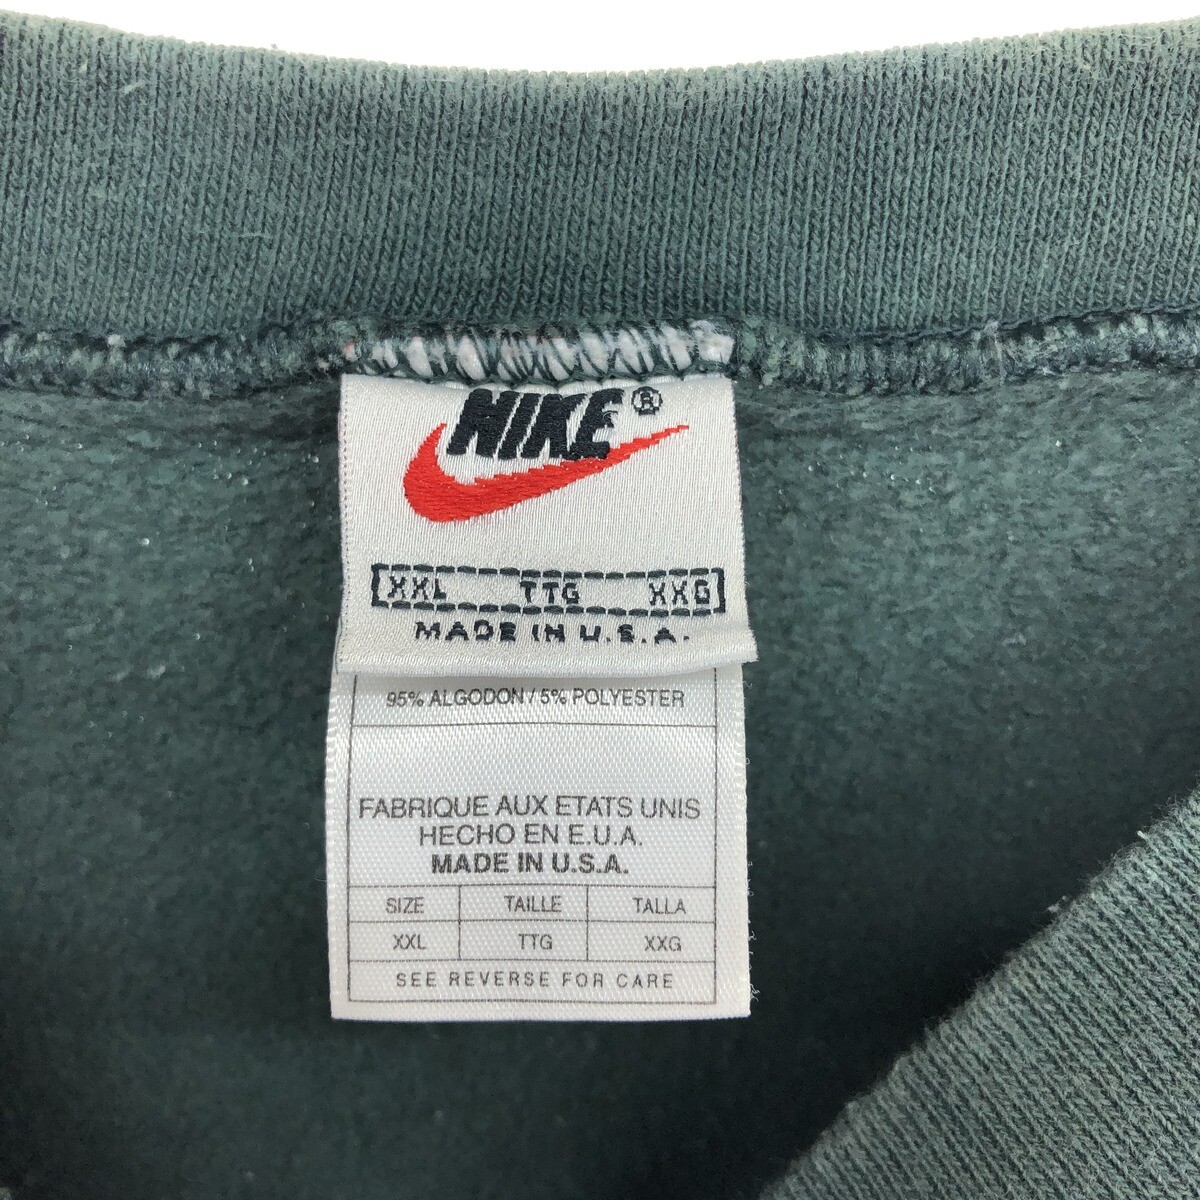 NIKE®
XXL TTG XXG
MADE IN U.S.A.
95% ALGODON/5% POLYESTER
FABRIQUE AUX ETATS UNIS
HECHO EN E.U.A.
MADE IN U.S.A.
SIZE TAILLE TALLA
XXL TTG XXG
SEE REVERSE FOR CARE